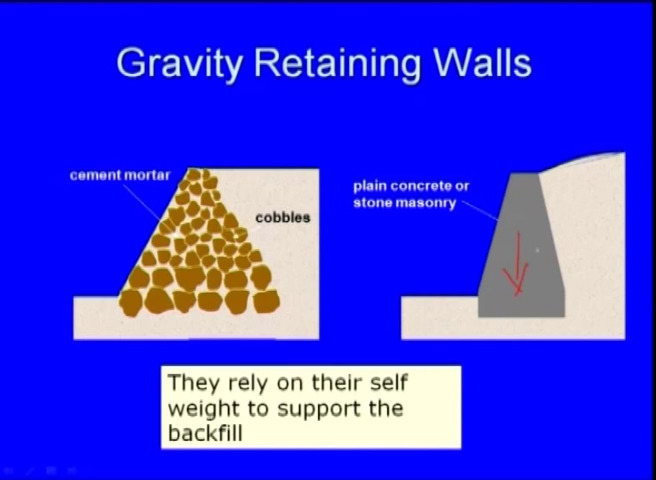 Gravity Retaining Walls
cement mortar
cobbles
plain concrete or
stone masonry
They rely on their self
weight to support the
backfill